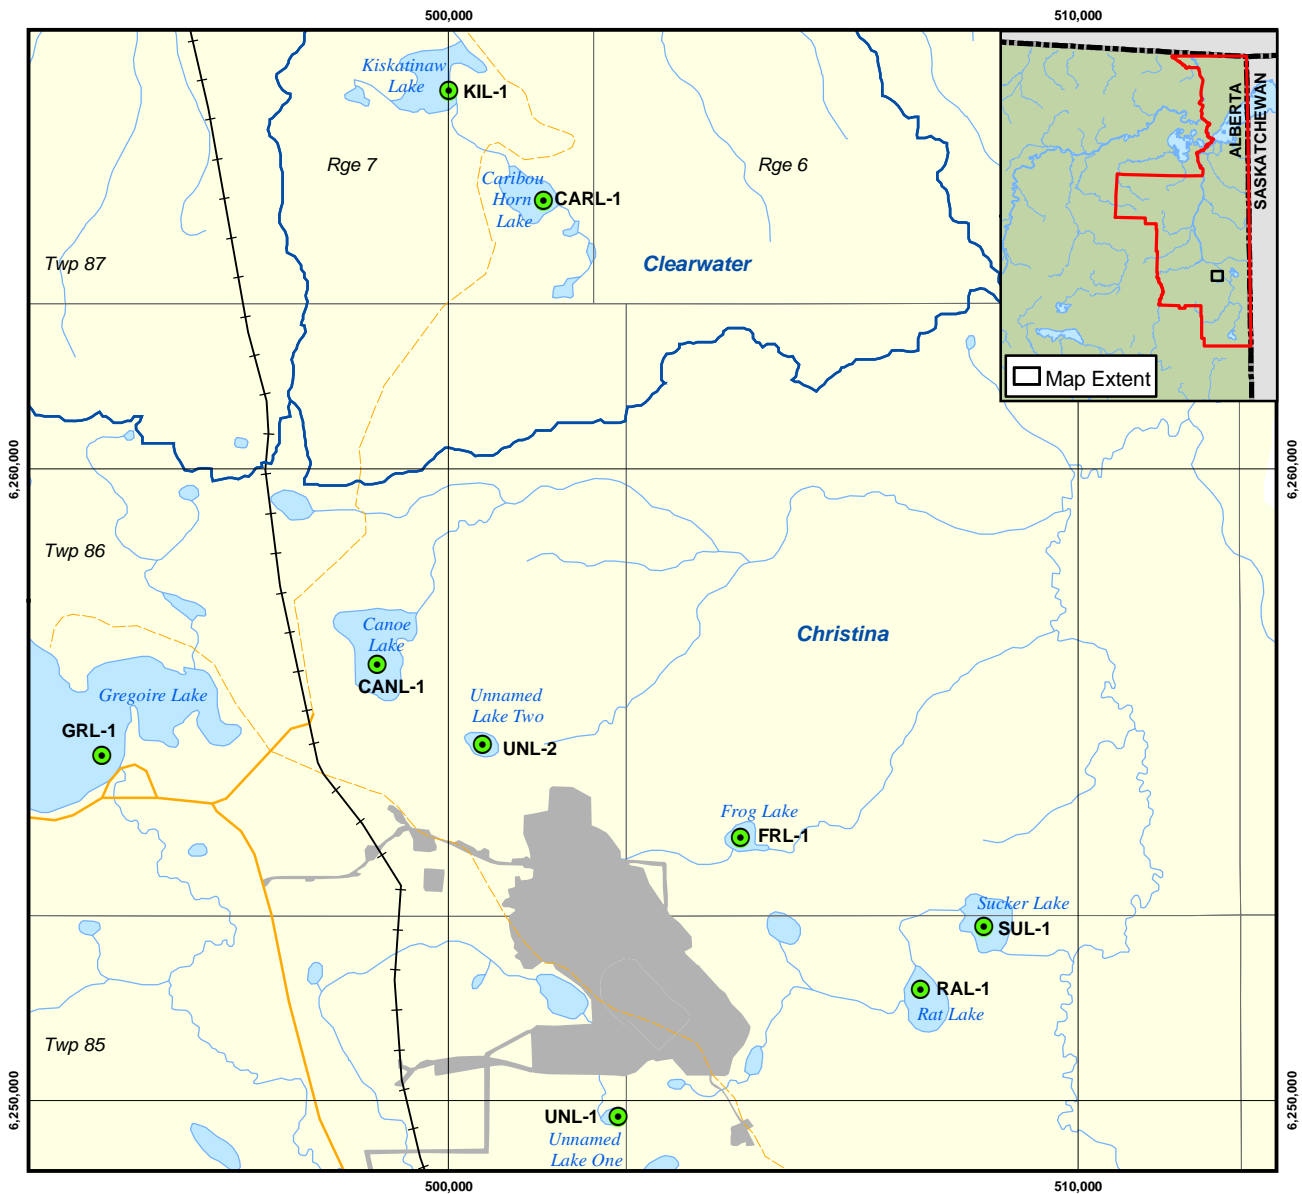 500,000
510,000
Kiskatinaw
Lake
KIL-1
Rge 7
Rge 6
Caribou
Horn
Lake
CARL-1
Twp 87
Clearwater
ALBERTA
SASKATCHEWAN
Map Extent
6,260,000
6,260,000
Twp 86
Canoe
Lake
CANL-1
Christina
Gregoire Lake
GRL-1
Unnamed
Lake Two
UNL-2
Frog Lake
FRL-1
Sucker Lake
SUL-1
RAL-1
Rat Lake
Twp 85
6,250,000
6,250,000
UNL-1
Unnamed
Lake One
500,000
510,000